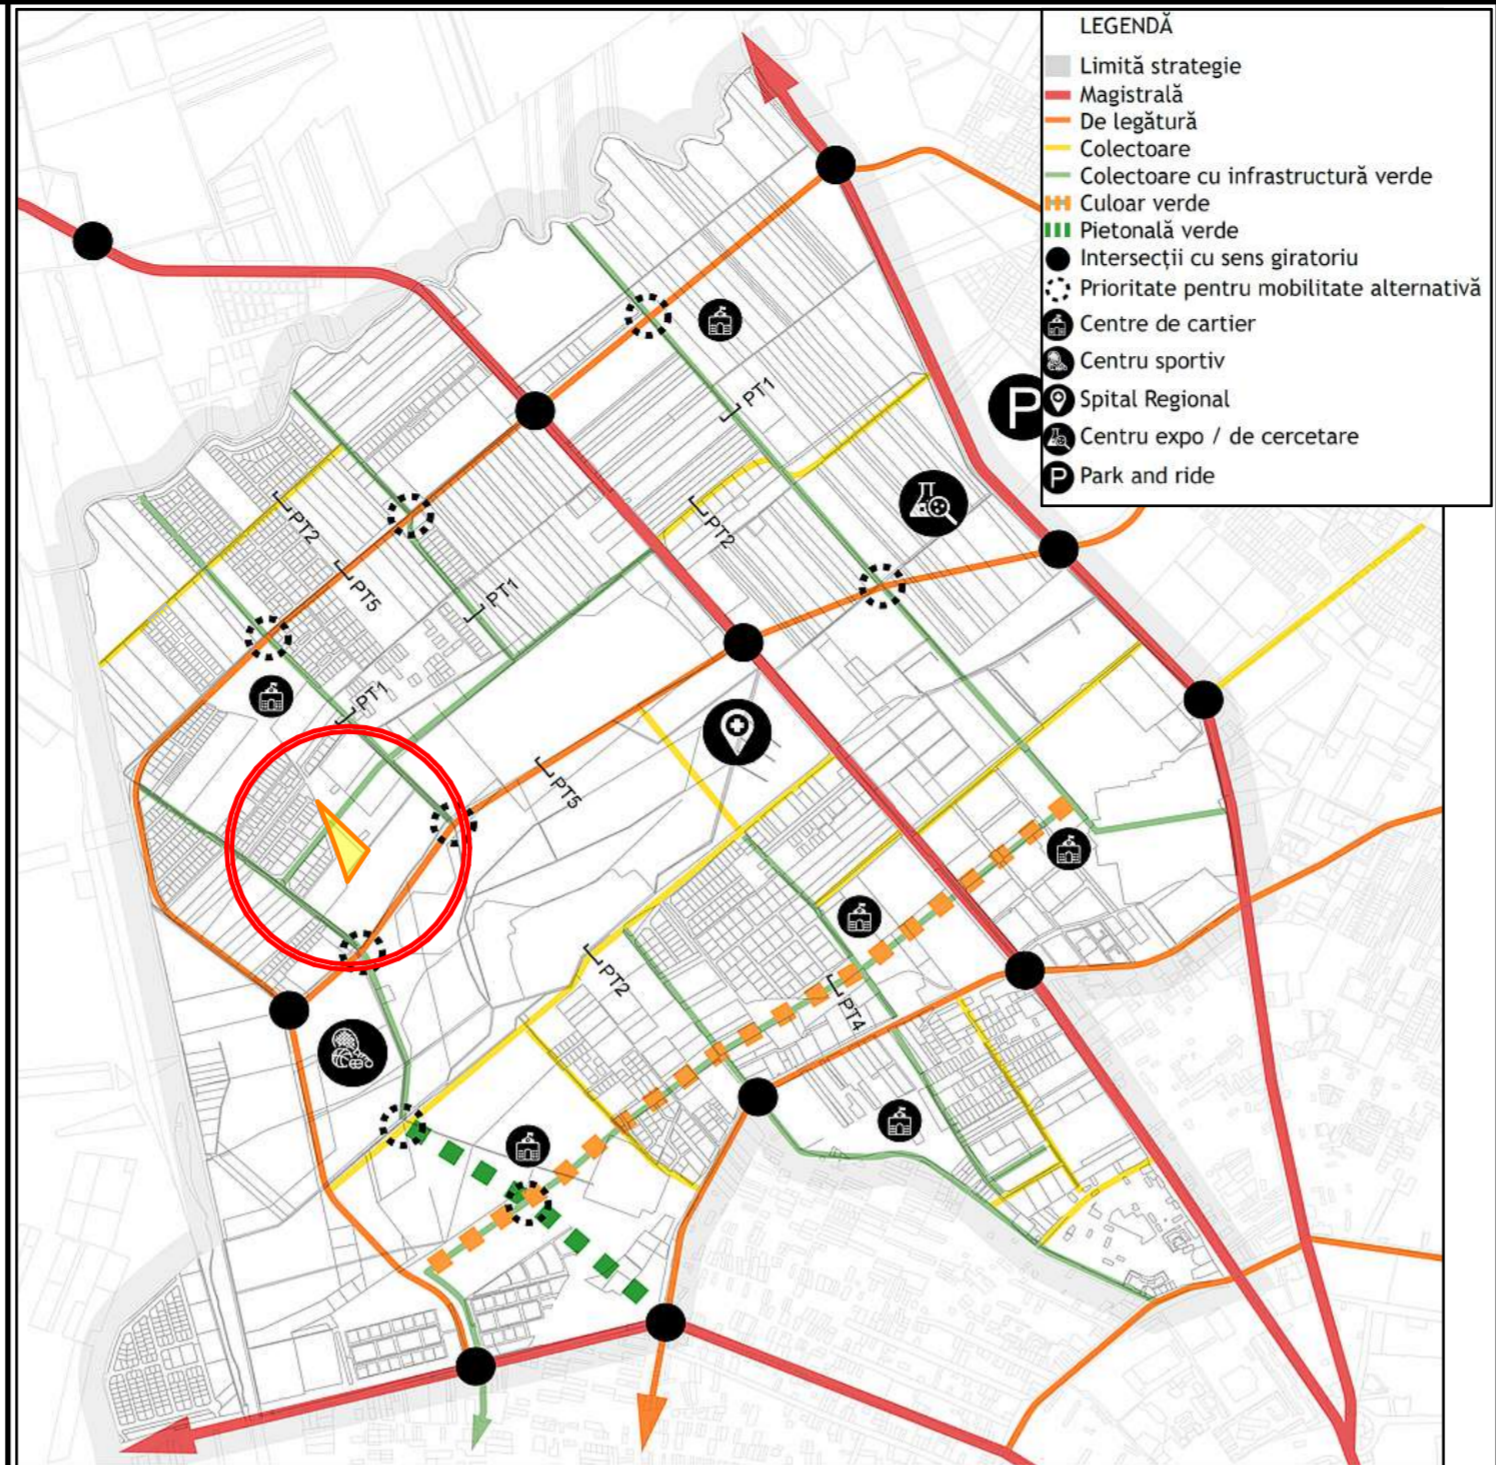 LEGENDĂ
Limită strategie
Magistrală
De legătură
Colectoare
Colectoare cu infrastructură verde
Culoar verde
Pietonală verde
Intersecții cu sens giratoriu
Prioritate pentru mobilitate alternativă
Centre de cartier
Centru sportiv
Spital Regional
Centru expo / de cercetare
P Park and ride
P
PT1
PT2
PT2
PT5
PT1
PT1
PT5
PT2
PT4